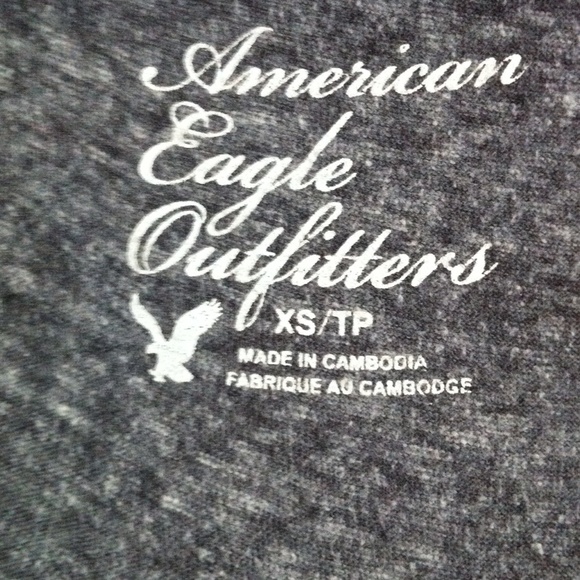 American
Eagle
Outfitters
XS/TP
MADE IN CAMBODIA
FABRIQUE AU CAMBODGE